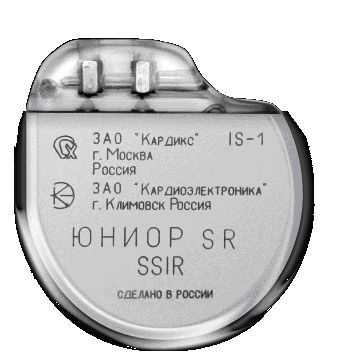 ЗАО "Кардикс" IS-1
г. Москва
Россия
ЗАО "Кардиоэлектроника"
г. Климовск Россия
ЮНИОР SR
SSIR
СДЕЛАНО В РОССИИ